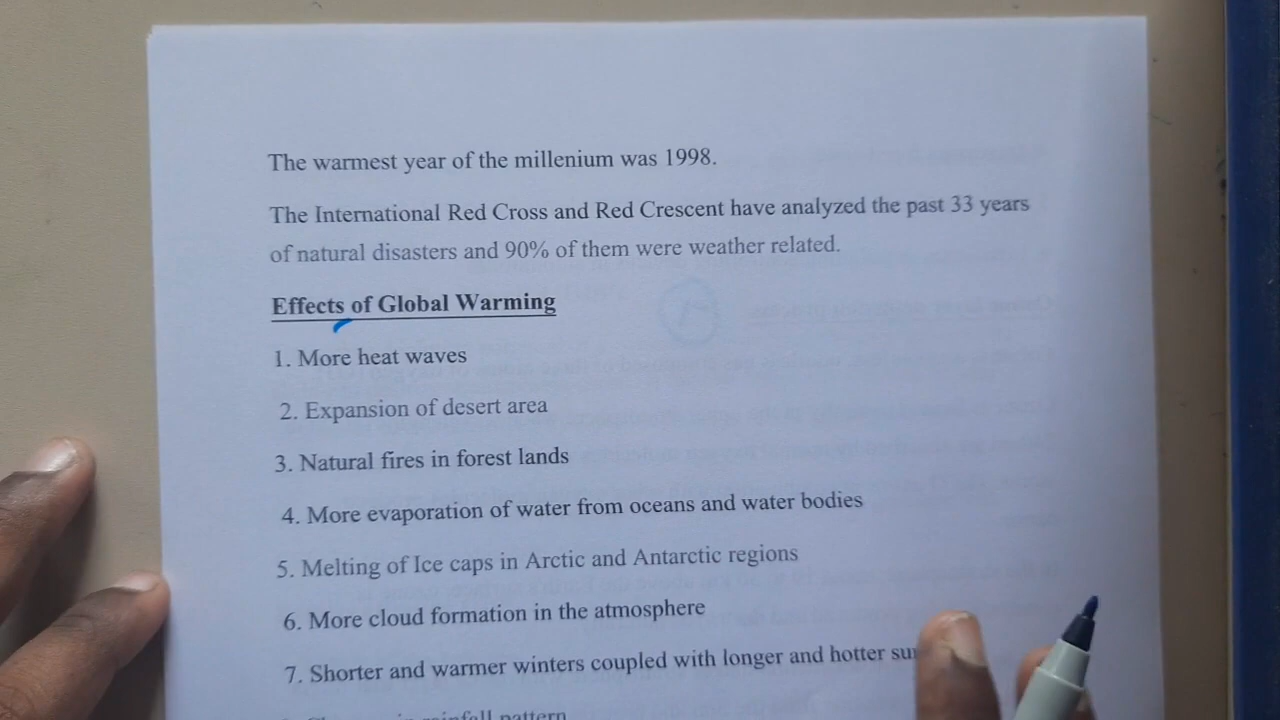 The warmest year of the millenium was 1998.
The International Red Cross and Red Crescent have analyzed the past 33 years
of natural disasters and 90% of them were weather related.
Effects of Global Warming
1. More heat waves
2. Expansion of desert area
3. Natural fires in forest lands
4. More evaporation of water from oceans and water bodies
5. Melting of Ice caps in Arctic and Antarctic regions
6. More cloud formation in the atmosphere
7. Shorter and warmer winters coupled with longer and hotter
pattern